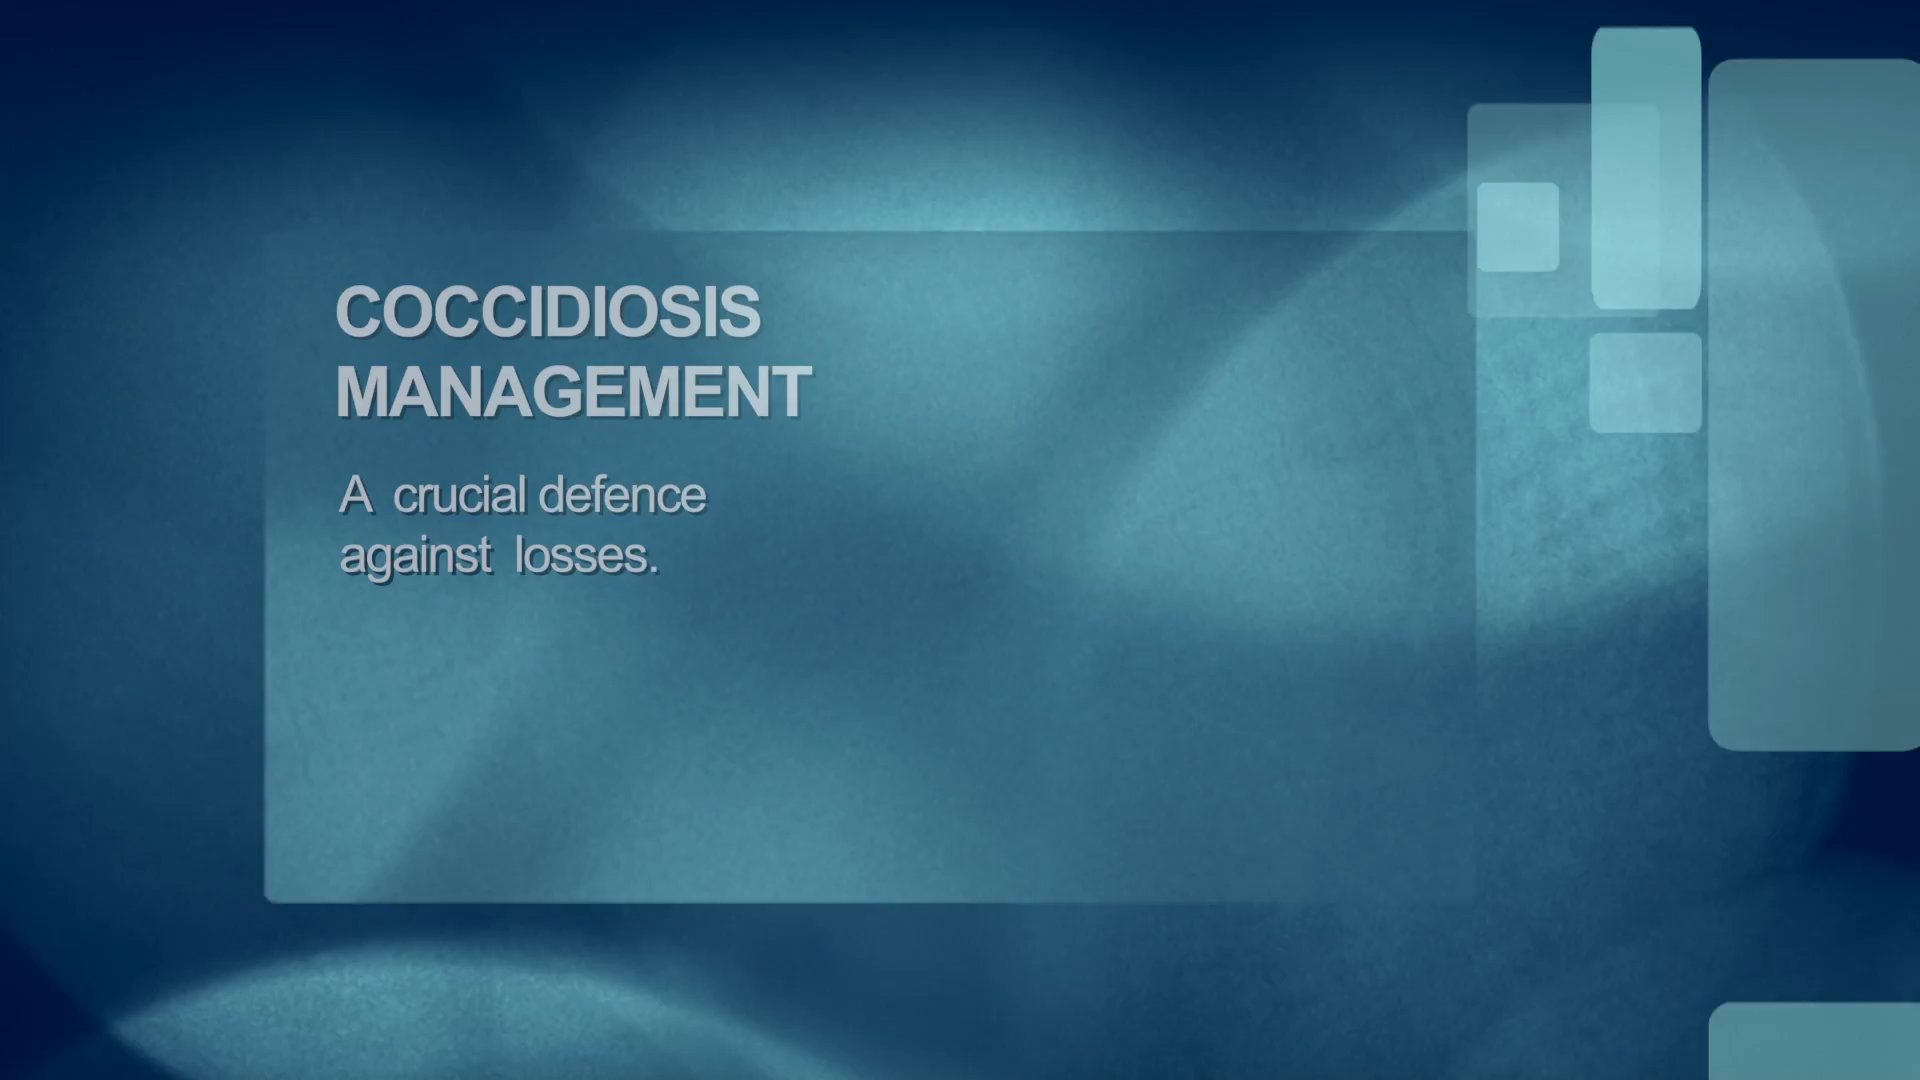 COCCIDIOSIS
MANAGEMENT
A crucial defence
against losses.